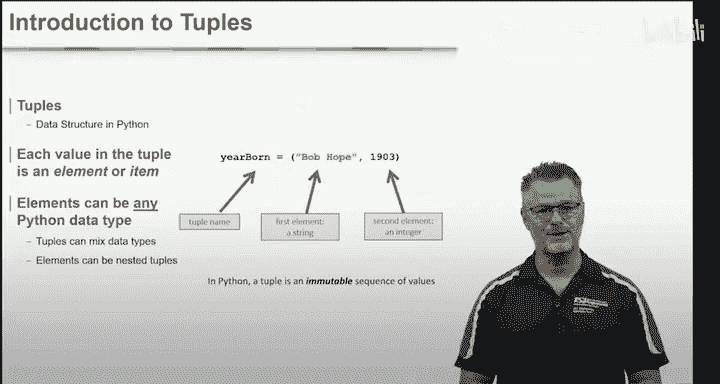 Introduction to Tuples
Tuples
– Data Structure in Python
Each value in the tuple
is an element or item
Elements can be any
Python data type
– Tuples can mix data types
– Elements can be nested tuples
yearBorn = ("Bob Hope", 1903)
tuple name
first element:
a string
second element:
an integer
In Python, a tuple is an immutable sequence of values